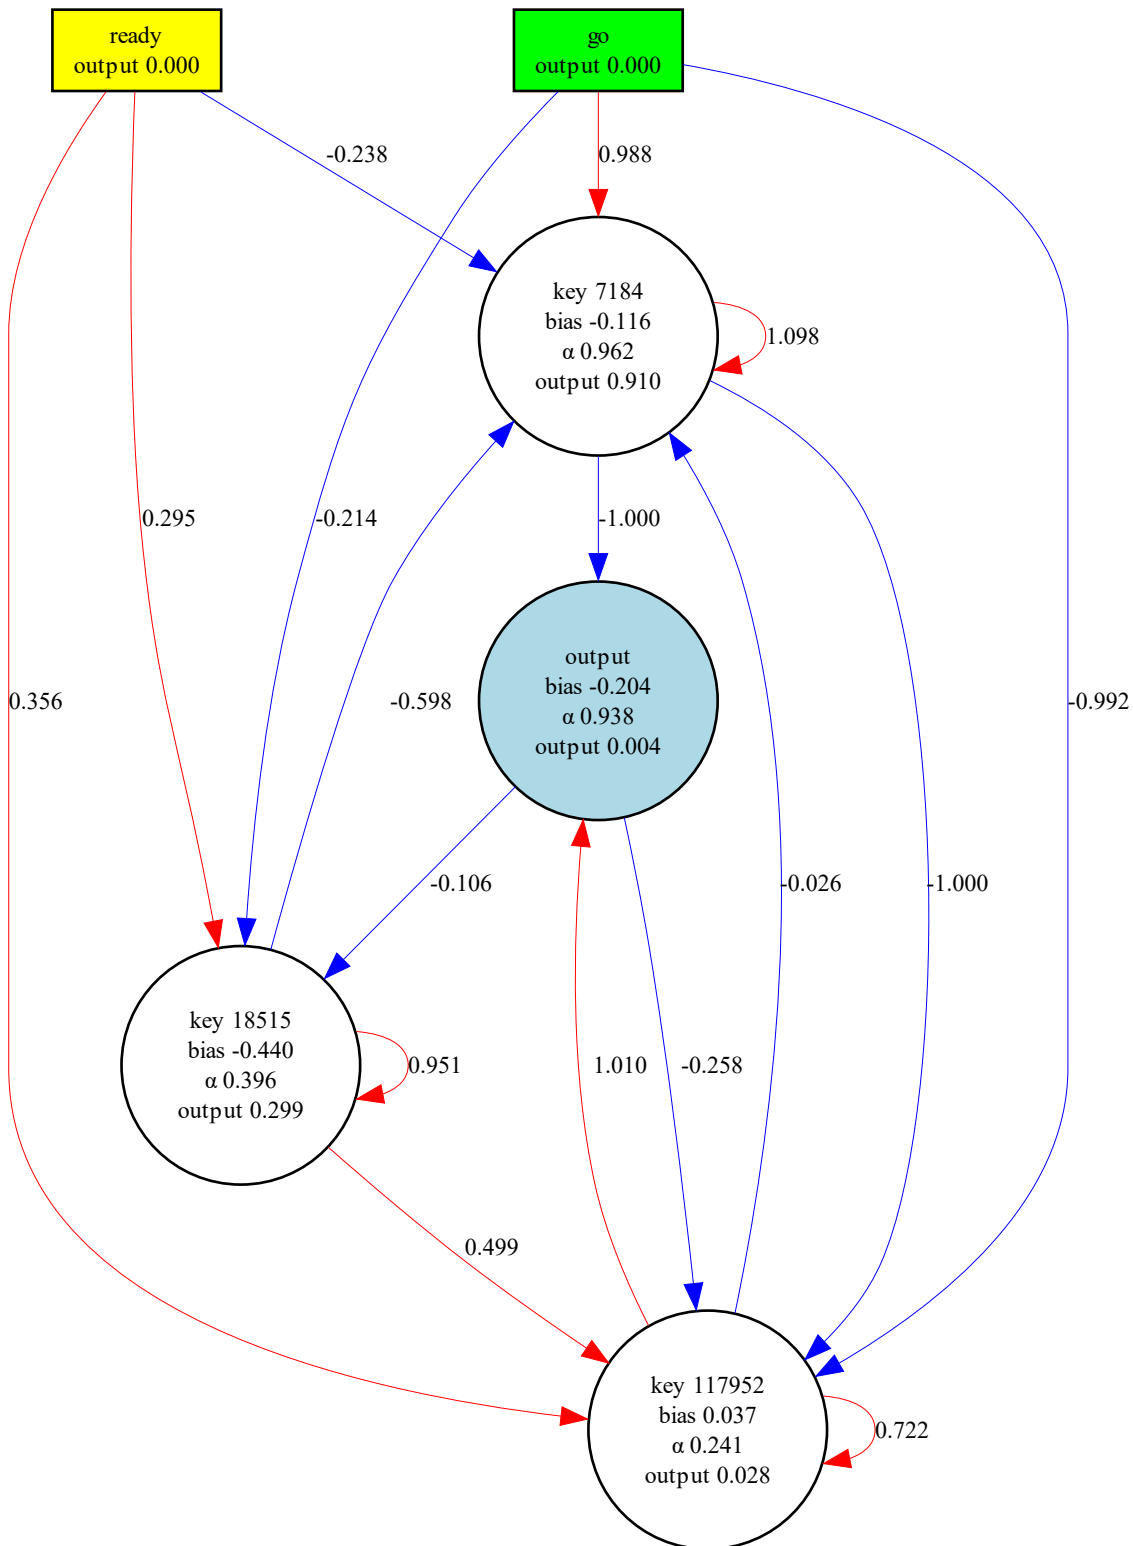 ready
output 0.000
go
output 0.000
-0.238
0.988
key 7184
bias -0.116
α 0.962
output 0.910
1.098
0.295
-0.214
-1.000
0.356
-0.598
output
bias -0.204
α 0.938
output 0.004
-0.992
-0.106
-0.026
-1.000
key 18515
bias -0.440
α 0.396
output 0.299
0.951
1.010
-0.258
0.499
key 117952
bias 0.037
α 0.241
output 0.028
0.722